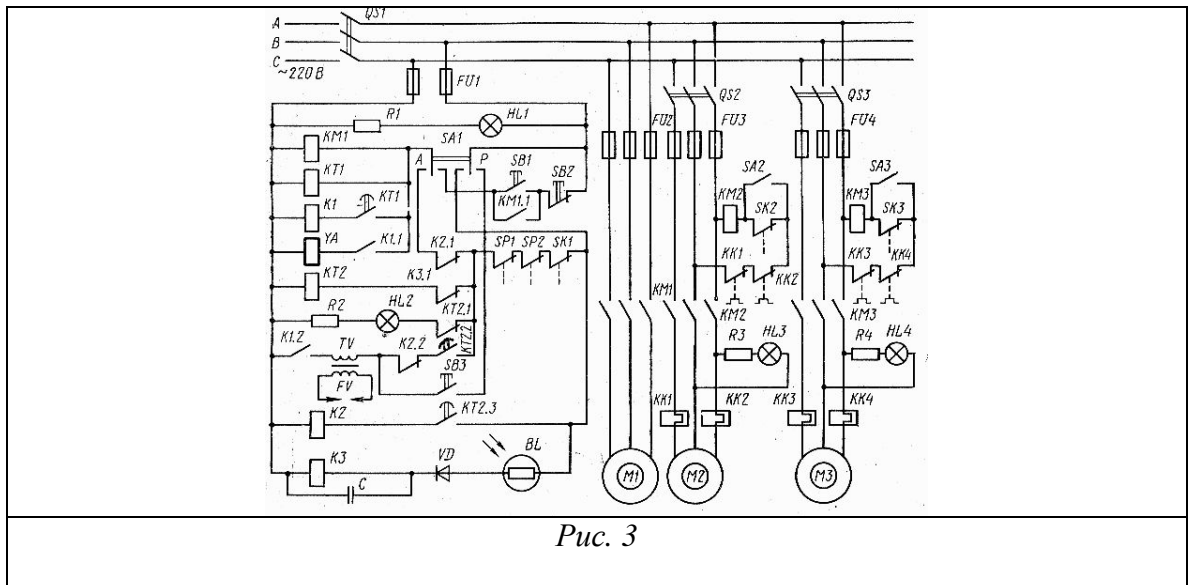 QS1
A
B
C
~220 В
FU1
R1
HL1
QS2
QS3
KM1
SA1
FU2
FU3
FU4
A
P
SB1
SB2
KT1
KM1.1
SA2
SA3
K1
KT1
KM2
SK2
KM3
SK3
YA
K1.1
K2.1
SP1
SP2
SK1
KK1
KK2
KK3
KK4
KT2
K3.1
KM1
R2
HL2
KT2.1
KM2
KM3
K1.2
TV
K2.2
KT2.2
R3
HL3
R4
HL4
FV
SB3
K2
KT2.3
KK1
KK2
KK3
KK4
K3
VD
BL
C
M1
M2
M3
Рис. 3